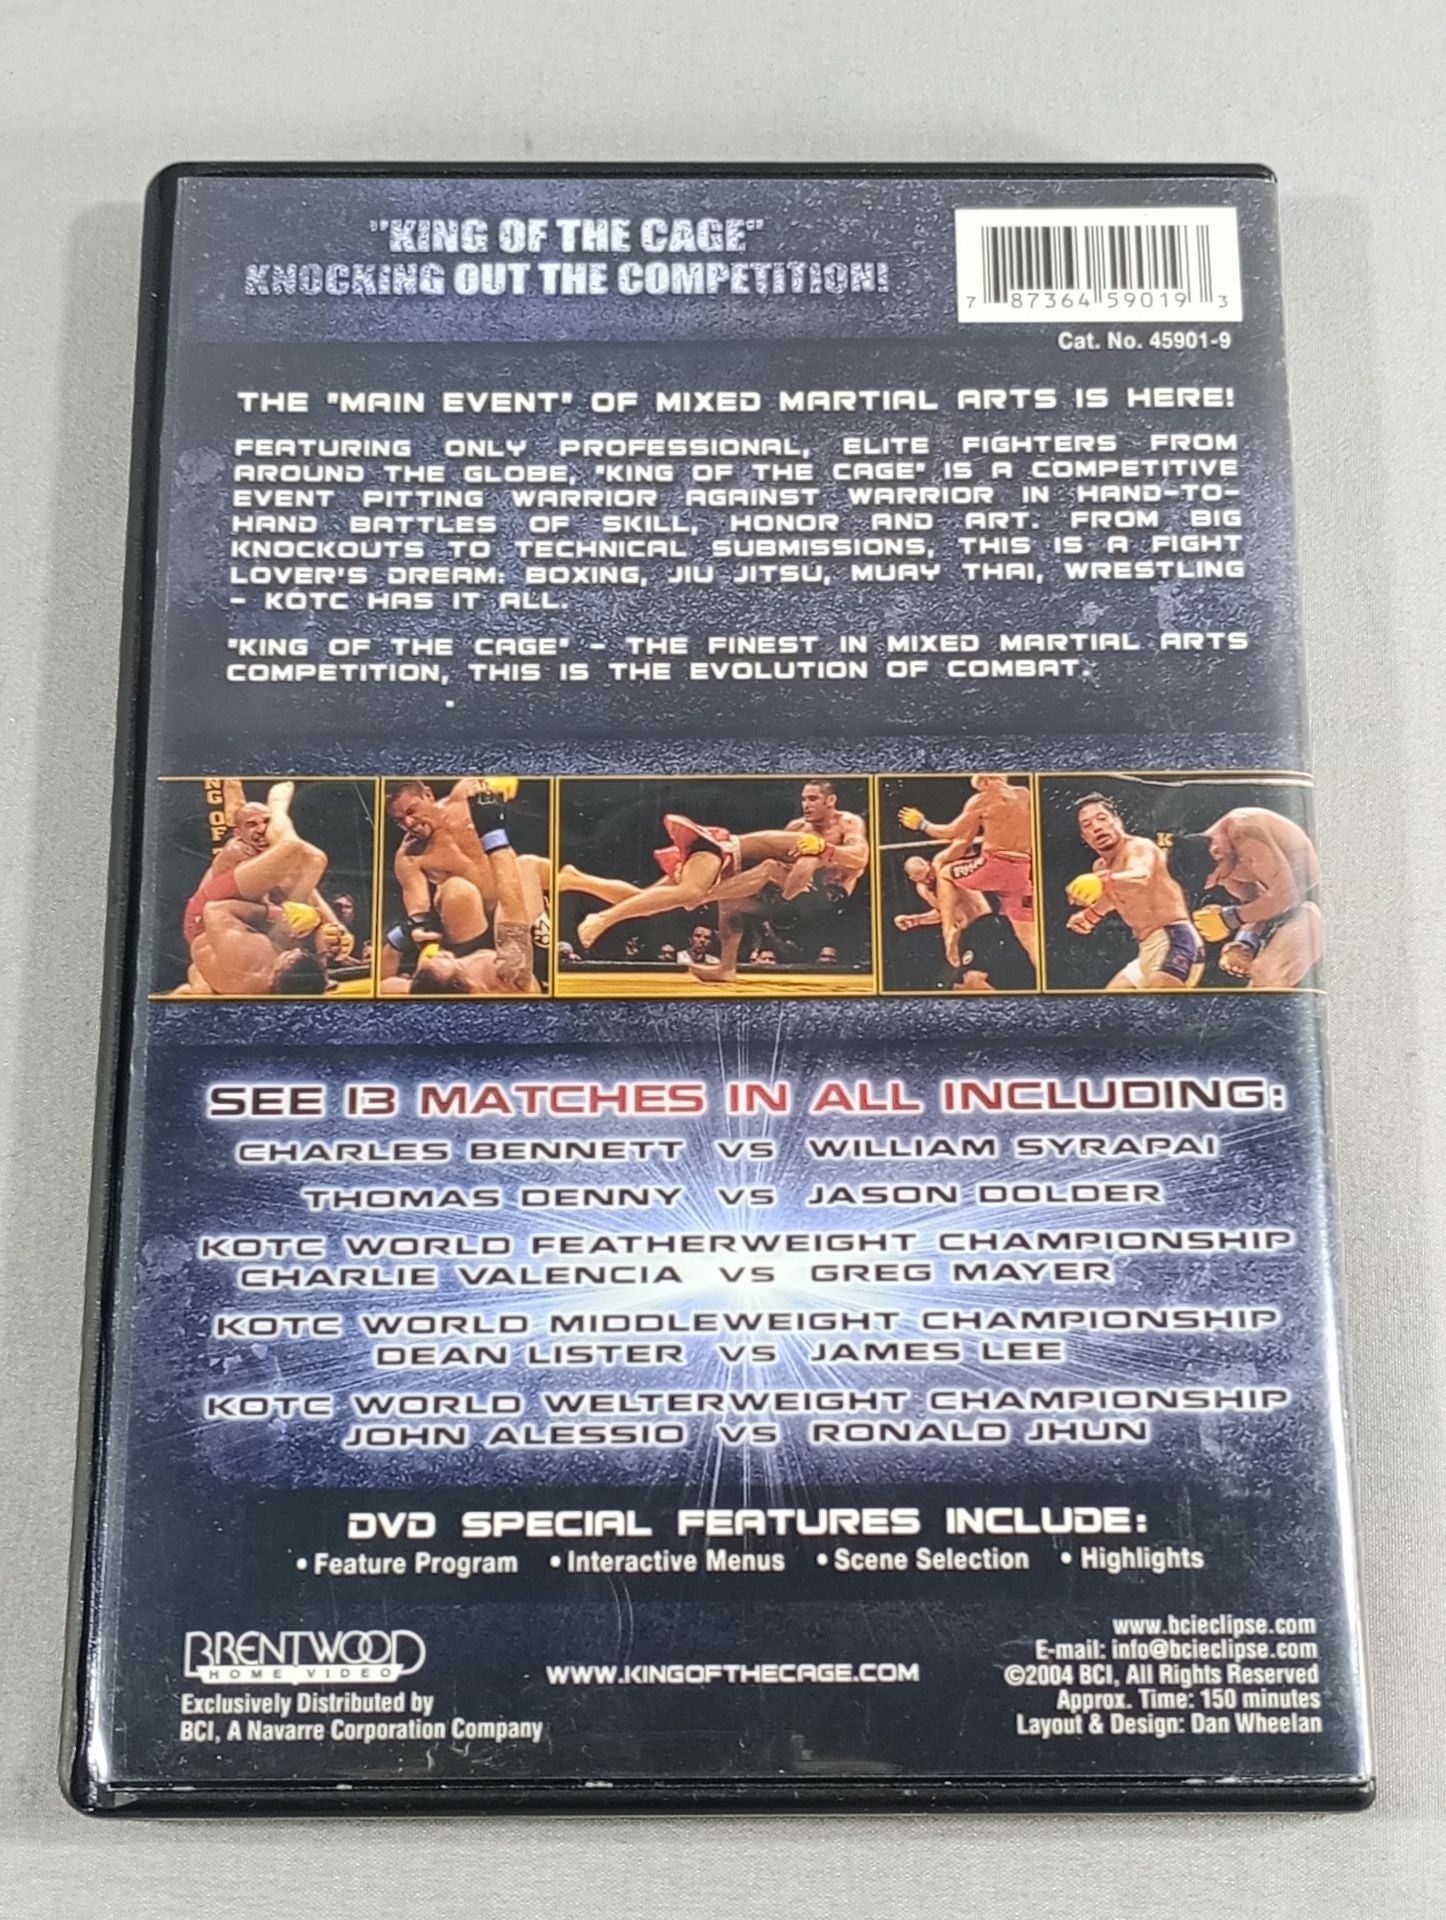 "KING OF THE CAGE"
KNOCKING OUT THE COMPETITION!
7 87364 59019 3
Cat. No. 45901-9
THE "MAIN EVENT" OF MIXED MARTIAL ARTS IS HERE!
FEATURING ONLY PROFESSIONAL, ELITE FIGHTERS FROM
AROUND THE GLOBE, "KING OF THE CAGE" IS A COMPETITIVE
EVENT PITTING WARRIOR AGAINST WARRIOR IN HAND-TO-
HAND BATTLES OF SKILL, HONOR AND ART. FROM BIG
KNOCKOUTS TO TECHNICAL SUBMISSIONS, THIS IS A FIGHT
LOVER'S DREAM: BOXING, JIU JITSU, MUAY THAI, WRESTLING
- KOTC HAS IT ALL.
"KING OF THE CAGE" - THE FINEST IN MIXED MARTIAL ARTS
COMPETITION, THIS IS THE EVOLUTION OF COMBAT.
SEE 13 MATCHES IN ALL INCLUDING:
CHARLES BENNETT VS WILLIAM SYRAPAI
THOMAS DENNY VS JASON DOLDER
KOTC WORLD FEATHERWEIGHT CHAMPIONSHIP
CHARLIE VALENCIA VS GREG MAYER
KOTC WORLD MIDDLEWEIGHT CHAMPIONSHIP
DEAN LISTER VS JAMES LEE
KOTC WORLD WELTERWEIGHT CHAMPIONSHIP
JOHN ALESSIO VS RONALD JHUN
DVD SPECIAL FEATURES INCLUDE:
• Feature Program • Interactive Menus • Scene Selection • Highlights
BRENTWOOD
HOME VIDEO
Exclusively Distributed by
BCI, A Navarre Corporation Company
WWW.KINGOFTHECAGE.COM
www.bcieclipse.com
E-mail: info@bcieclipse.com
©2004 BCI, All Rights Reserved
Approx. Time: 150 minutes
Layout & Design: Dan Wheelan